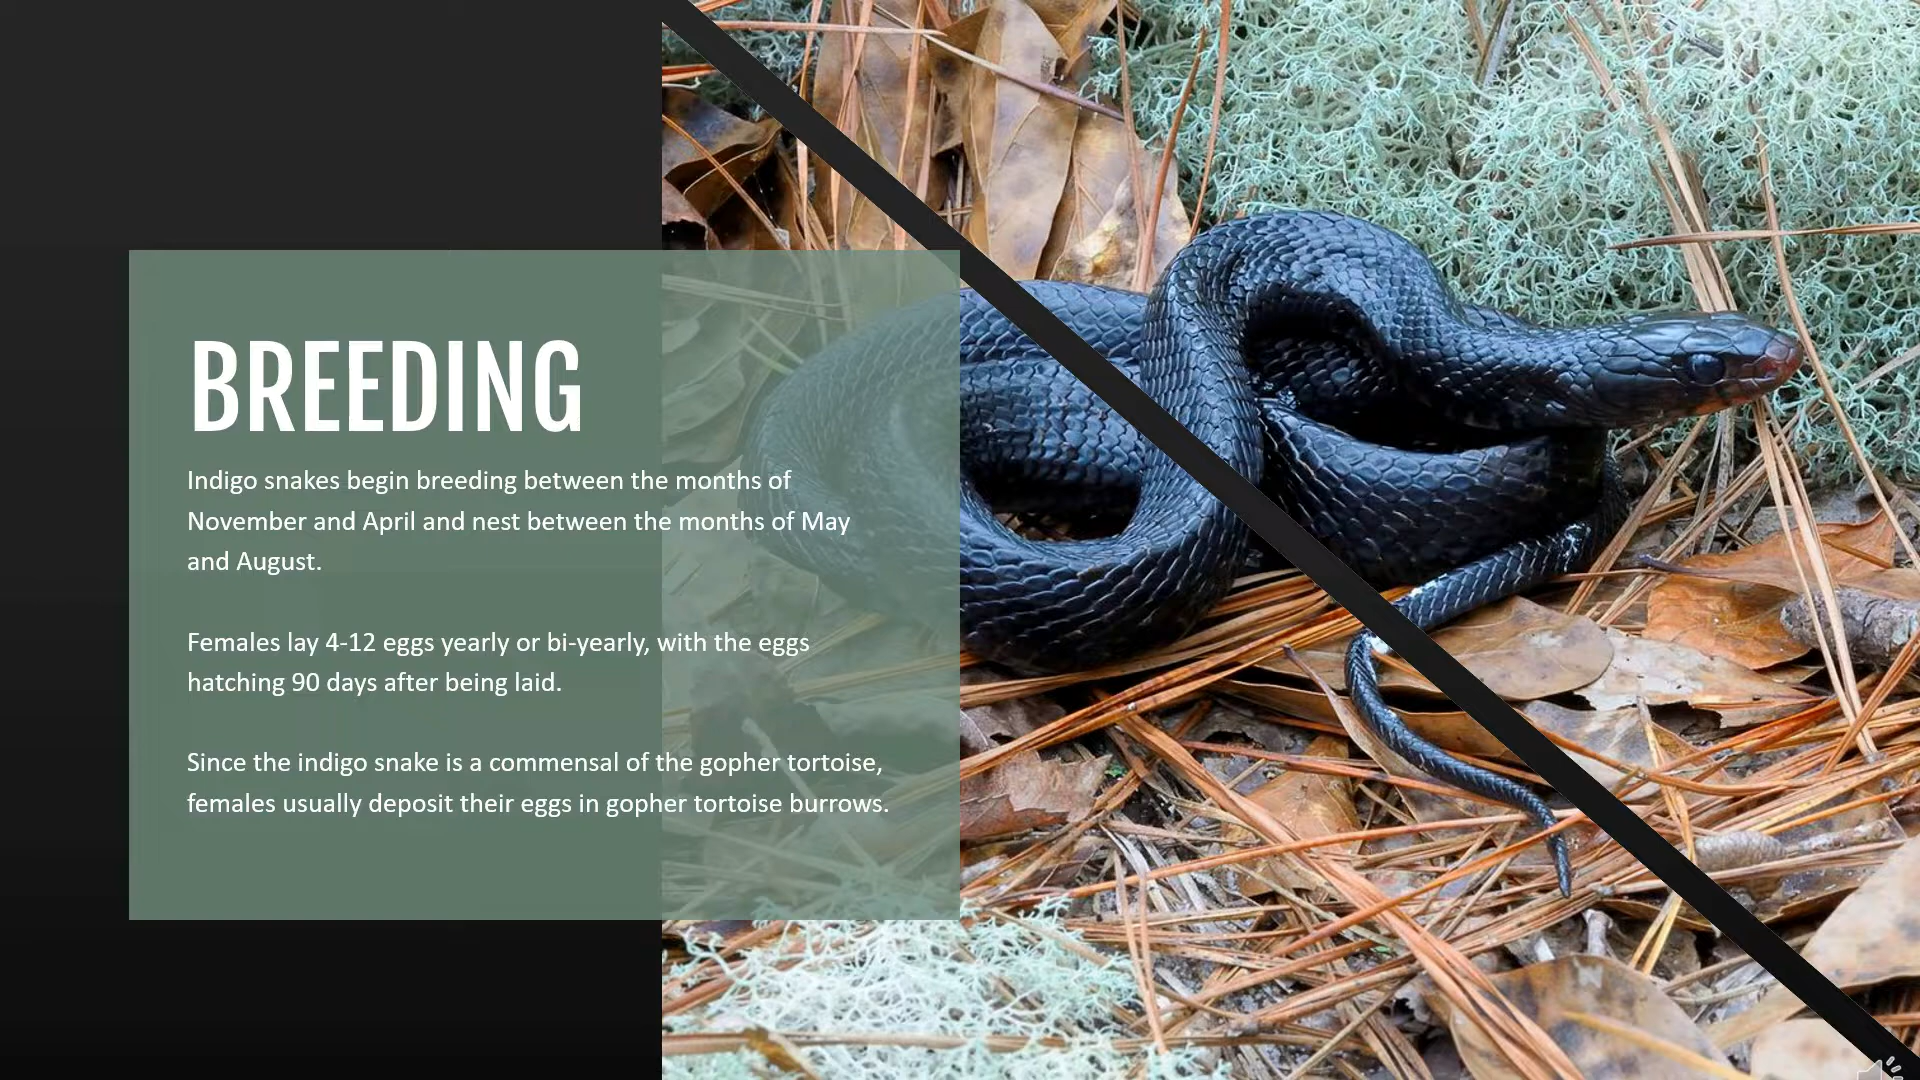 BREEDING
Indigo snakes begin breeding between the months of
November and April and nest between the months of May
and August.
Females lay 4-12 eggs yearly or bi-yearly, with the eggs
hatching 90 days after being laid.
Since the indigo snake is a commensal of the gopher tortoise,
females usually deposit their eggs in gopher tortoise burrows.